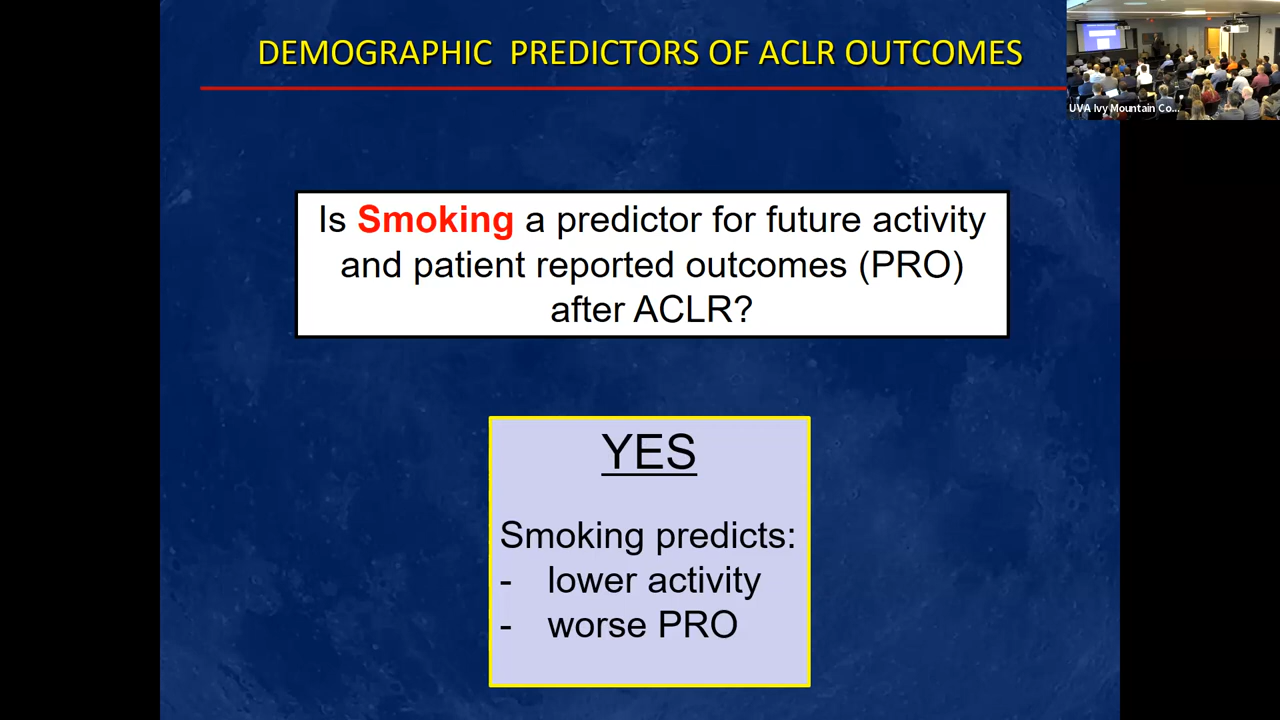 DEMOGRAPHIC PREDICTORS OF ACLR OUTCOMES
UVA Ivy Mountain Co...
Is Smoking a predictor for future activity
and patient reported outcomes (PRO)
after ACLR?
YES
Smoking predicts:
- lower activity
- worse PRO